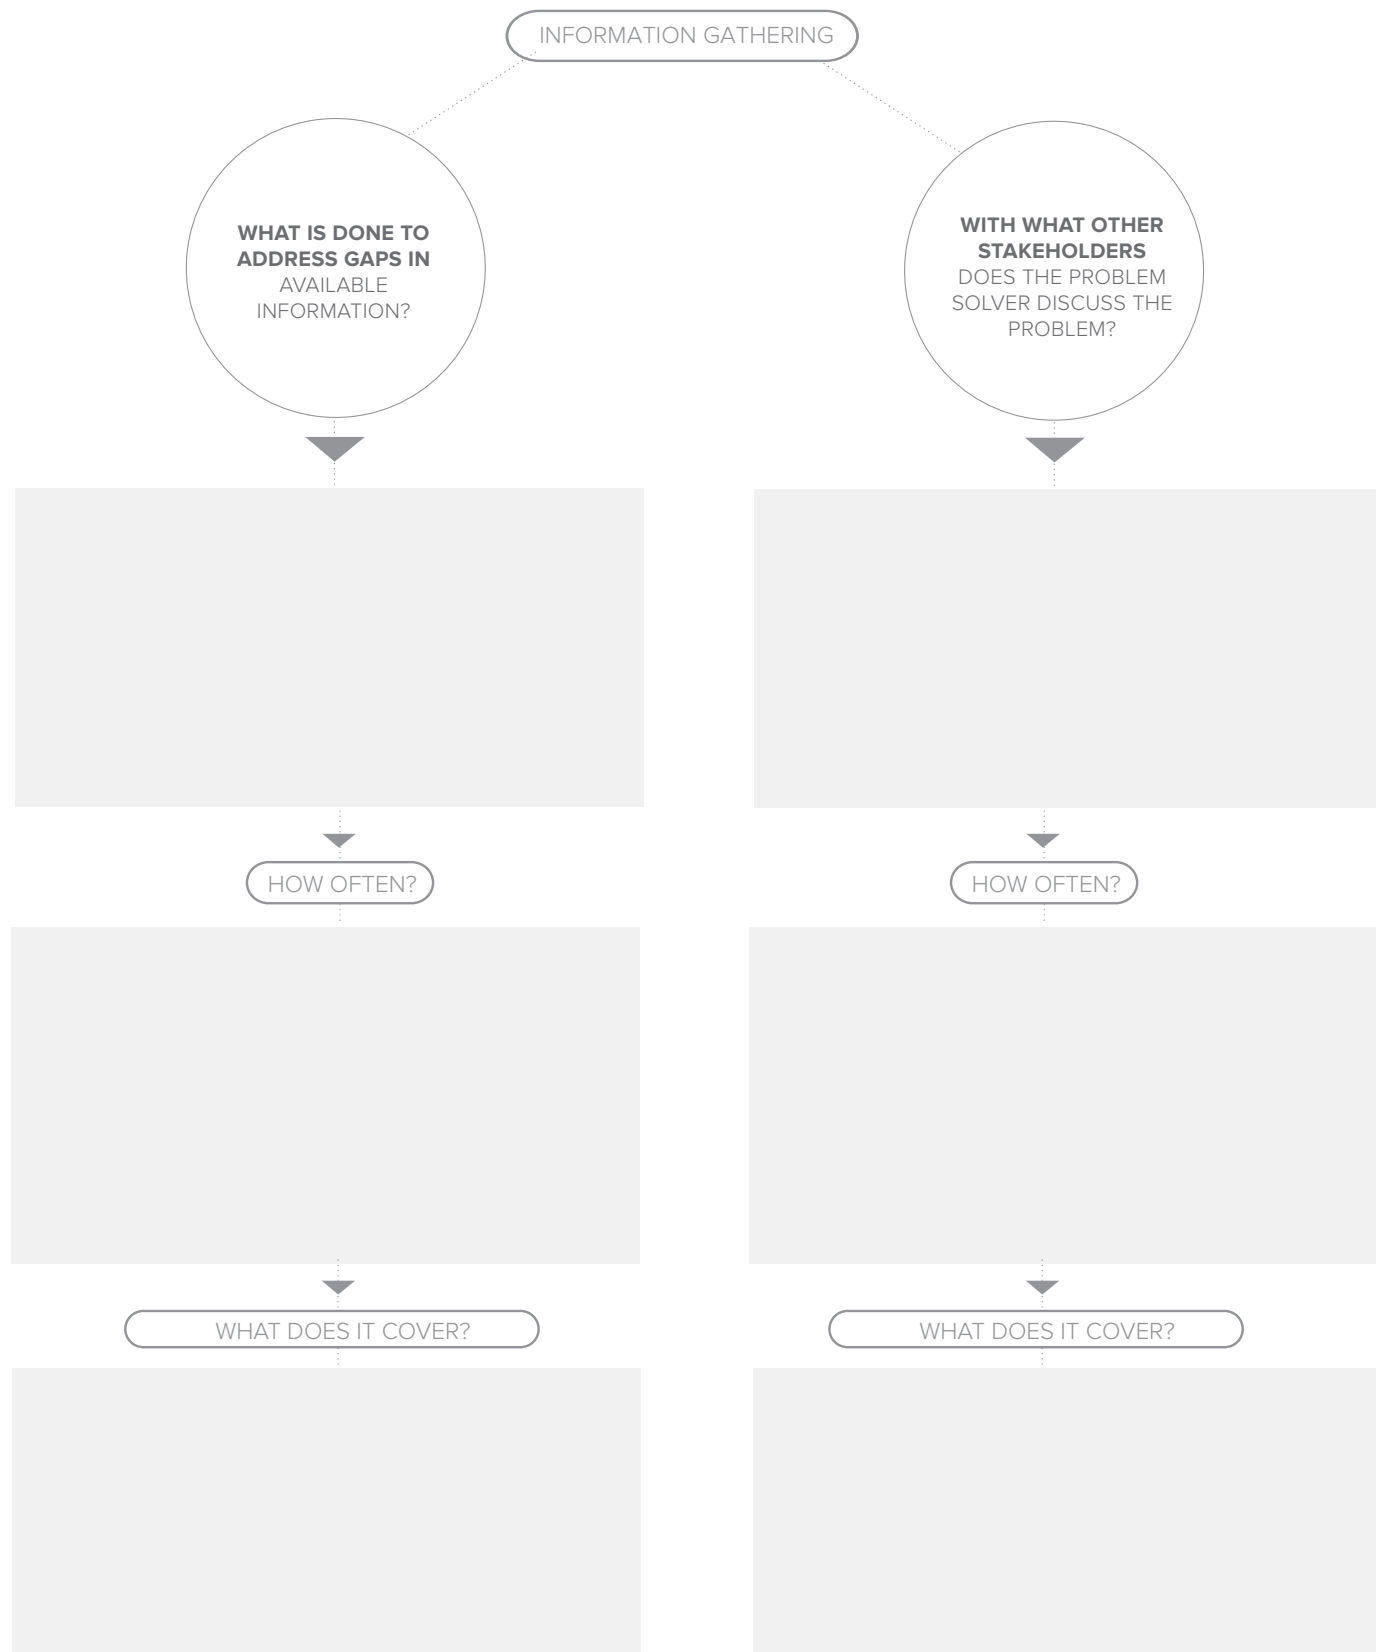 INFORMATION GATHERING
WHAT IS DONE TO
ADDRESS GAPS IN
AVAILABLE
INFORMATION?
WITH WHAT OTHER
STAKEHOLDERS
DOES THE PROBLEM
SOLVER DISCUSS THE
PROBLEM?
HOW OFTEN?
HOW OFTEN?
WHAT DOES IT COVER?
WHAT DOES IT COVER?